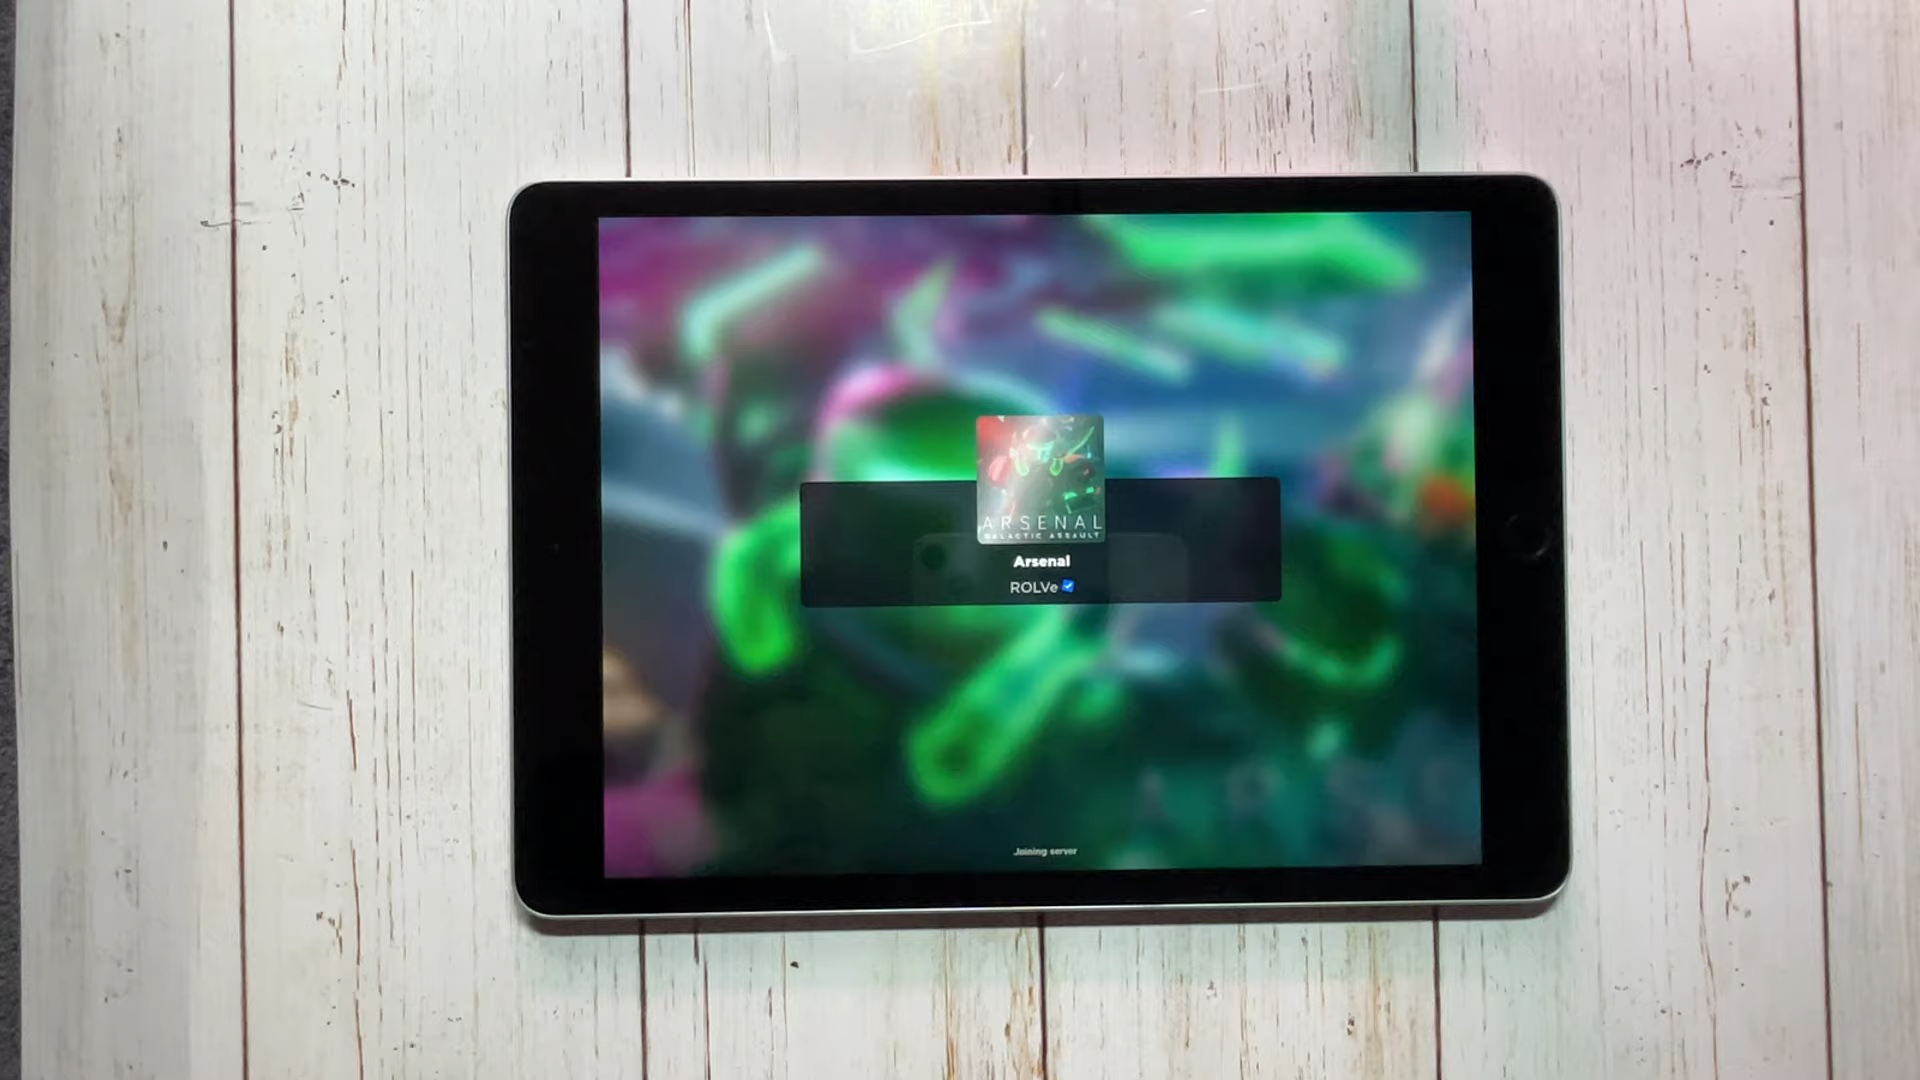 ARSENAL
GALACTIC ASSAULT
Arsenal
ROLVe
Joining server